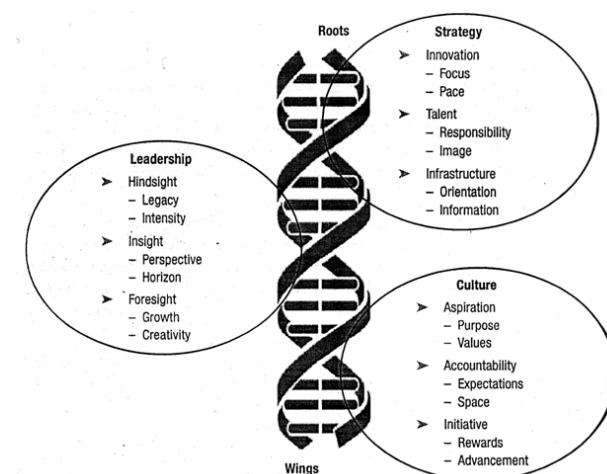 Roots
Strategy
➤ Innovation
– Focus
– Pace
➤ Talent
– Responsibility
– Image
➤ Infrastructure
– Orientation
– Information
Leadership
➤ Hindsight
– Legacy
– Intensity
➤ Insight
– Perspective
– Horizon
➤ Foresight
– Growth
– Creativity
Culture
➤ Aspiration
– Purpose
– Values
➤ Accountability
– Expectations
– Space
➤ Initiative
– Rewards
– Advancement
Wings